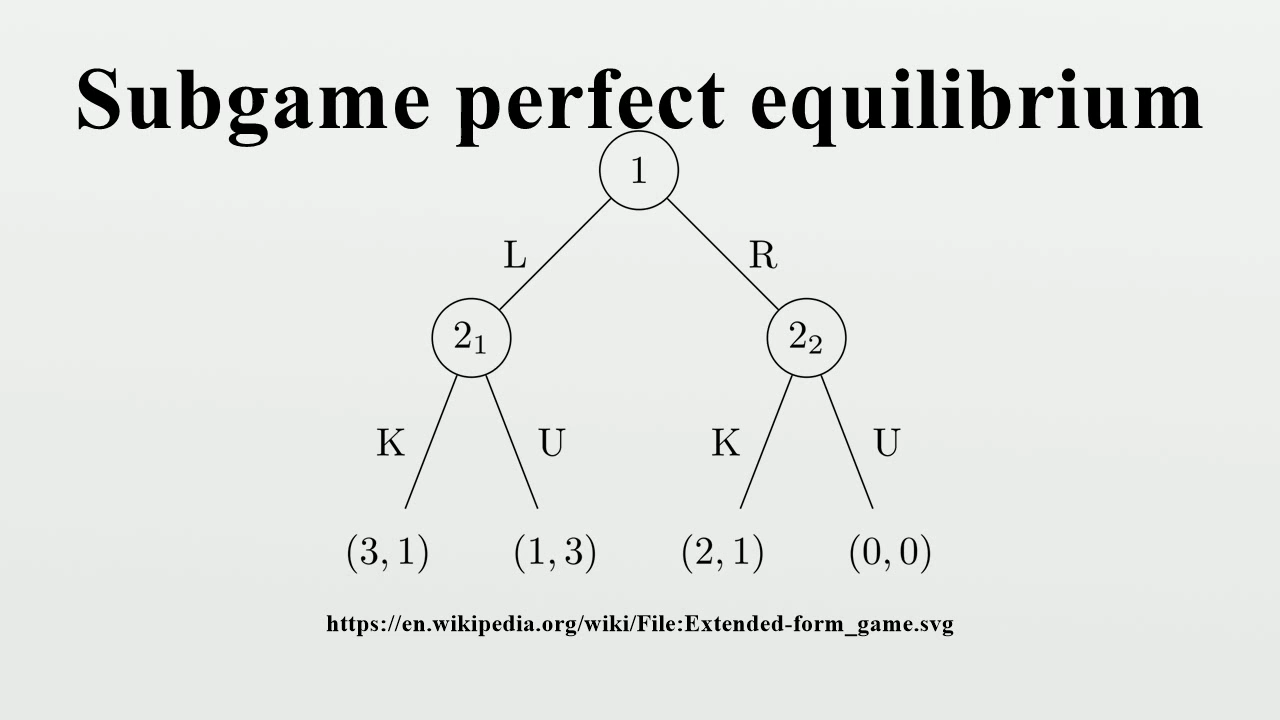 Subgame perfect equilibrium
1
L R
2₁ 2₂
K U K U
(3, 1) (1, 3) (2, 1) (0, 0)
https://en.wikipedia.org/wiki/File:Extended-form_game.svg